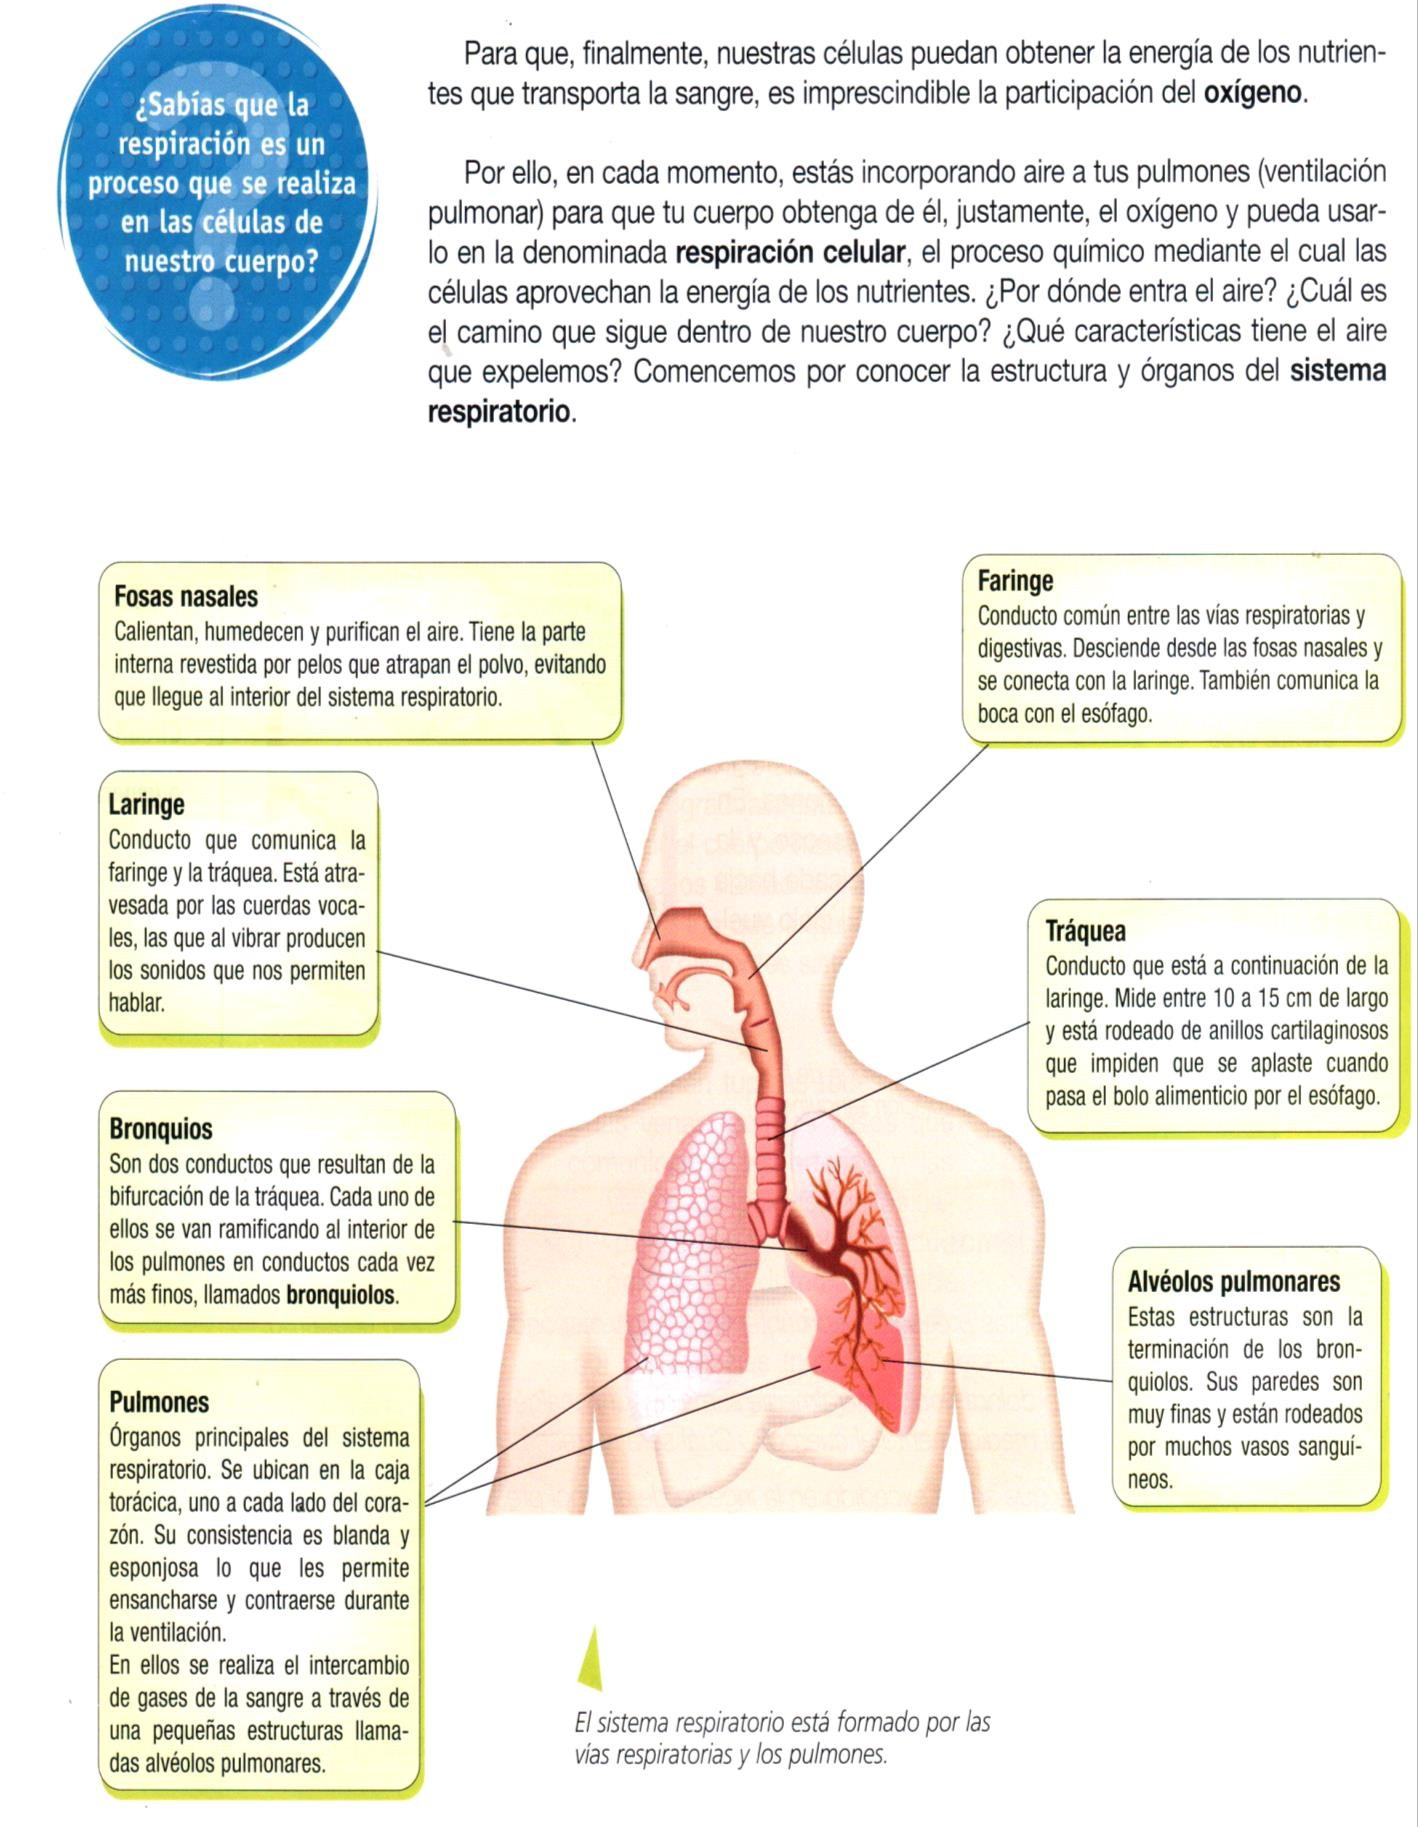 ¿Sabías que la
respiración es un
proceso que se realiza
en las células de
nuestro cuerpo?
Para que, finalmente, nuestras células puedan obtener la energía de los nutrien-
tes que transporta la sangre, es imprescindible la participación del oxígeno.
Por ello, en cada momento, estás incorporando aire a tus pulmones (ventilación
pulmonar) para que tu cuerpo obtenga de él, justamente, el oxígeno y pueda usar-
lo en la denominada respiración celular, el proceso químico mediante el cual las
células aprovechan la energía de los nutrientes. ¿Por dónde entra el aire? ¿Cuál es
el camino que sigue dentro de nuestro cuerpo? ¿Qué características tiene el aire
que expelemos? Comencemos por conocer la estructura y órganos del sistema
respiratorio.
Fosas nasales
Calientan, humedecen y purifican el aire. Tiene la parte
interna revestida por pelos que atrapan el polvo, evitando
que llegue al interior del sistema respiratorio.
Faringe
Conducto común entre las vías respiratorias y
digestivas. Desciende desde las fosas nasales y
se conecta con la laringe. También comunica la
boca con el esófago.
Laringe
Conducto que comunica la
faringe y la tráquea. Está atra-
vesada por las cuerdas voca-
les, las que al vibrar producen
los sonidos que nos permiten
hablar.
Tráquea
Conducto que está a continuación de la
laringe. Mide entre 10 a 15 cm de largo
y está rodeado de anillos cartilaginosos
que impiden que se aplaste cuando
pasa el bolo alimenticio por el esófago.
Bronquios
Son dos conductos que resultan de la
bifurcación de la tráquea. Cada uno de
ellos se van ramificando al interior de
los pulmones en conductos cada vez
más finos, llamados bronquiolos.
Alvéolos pulmonares
Estas estructuras son la
terminación de los bron-
quiolos. Sus paredes son
muy finas y están rodeados
por muchos vasos sanguí-
neos.
Pulmones
Órganos principales del sistema
respiratorio. Se ubican en la caja
torácica, uno a cada lado del cora-
zón. Su consistencia es blanda y
esponjosa lo que les permite
ensancharse y contraerse durante
la ventilación.
En ellos se realiza el intercambio
de gases de la sangre a través de
una pequeñas estructuras llama-
das alvéolos pulmonares.
El sistema respiratorio está formado por las
vías respiratorias y los pulmones.